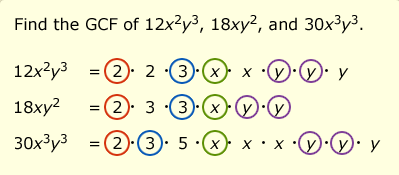 Find the GCF of 12x²y³, 18xy², and 30x³y³.
12x²y³ = 2 · 2 · 3 · x · x · y · y · y
18xy² = 2 · 3 · 3 · x · y · y
30x³y³ = 2 · 3 · 5 · x · x · x · y · y · y